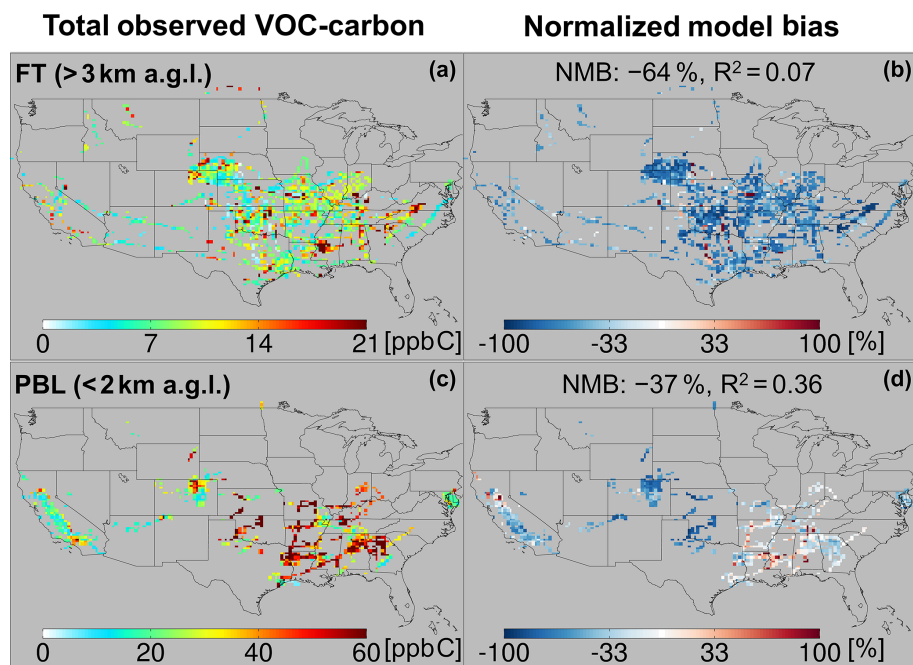 Total observed VOC-carbon
Normalized model bias
FT (> 3 km a.g.l.)
(a)
NMB: −64 %, R² = 0.07
(b)
0 7 14 21 [ppb C]
-100 -33 33 100 [%]
PBL (< 2 km a.g.l.)
(c)
NMB: −37 %, R² = 0.36
(d)
0 20 40 60 [ppb C]
-100 -33 33 100 [%]